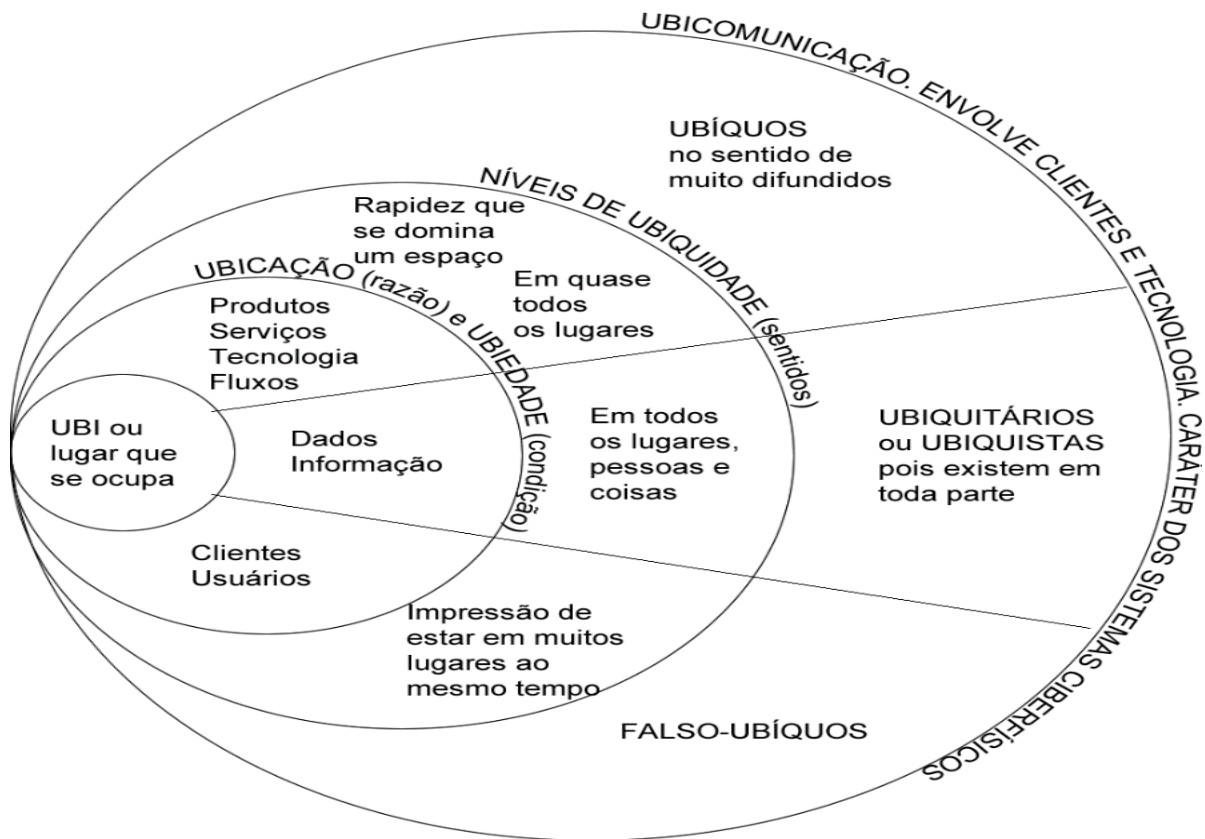 UBICOMUNICAÇÃO. ENVOLVE CLIENTES E TECNOLOGIA. CARÁTER DOS SISTEMAS CIBERFÍSICOS
UBÍQUOS
no sentido de
muito difundidos
NÍVEIS DE UBIQUIDADE (sentidos)
Rapidez que
se domina
um espaço
Em quase
todos
os lugares
UBICAÇÃO (razão) e UBIEDADE (condição)
Produtos
Serviços
Tecnologia
Fluxos
UBI ou
lugar que
se ocupa
Dados
Informação
Em todos
os lugares,
pessoas e
coisas
UBIQUITÁRIOS
ou UBIQUISTAS
pois existem em
toda parte
Clientes
Usuários
Impressão de
estar em muitos
lugares ao
mesmo tempo
FALSO-UBÍQUOS